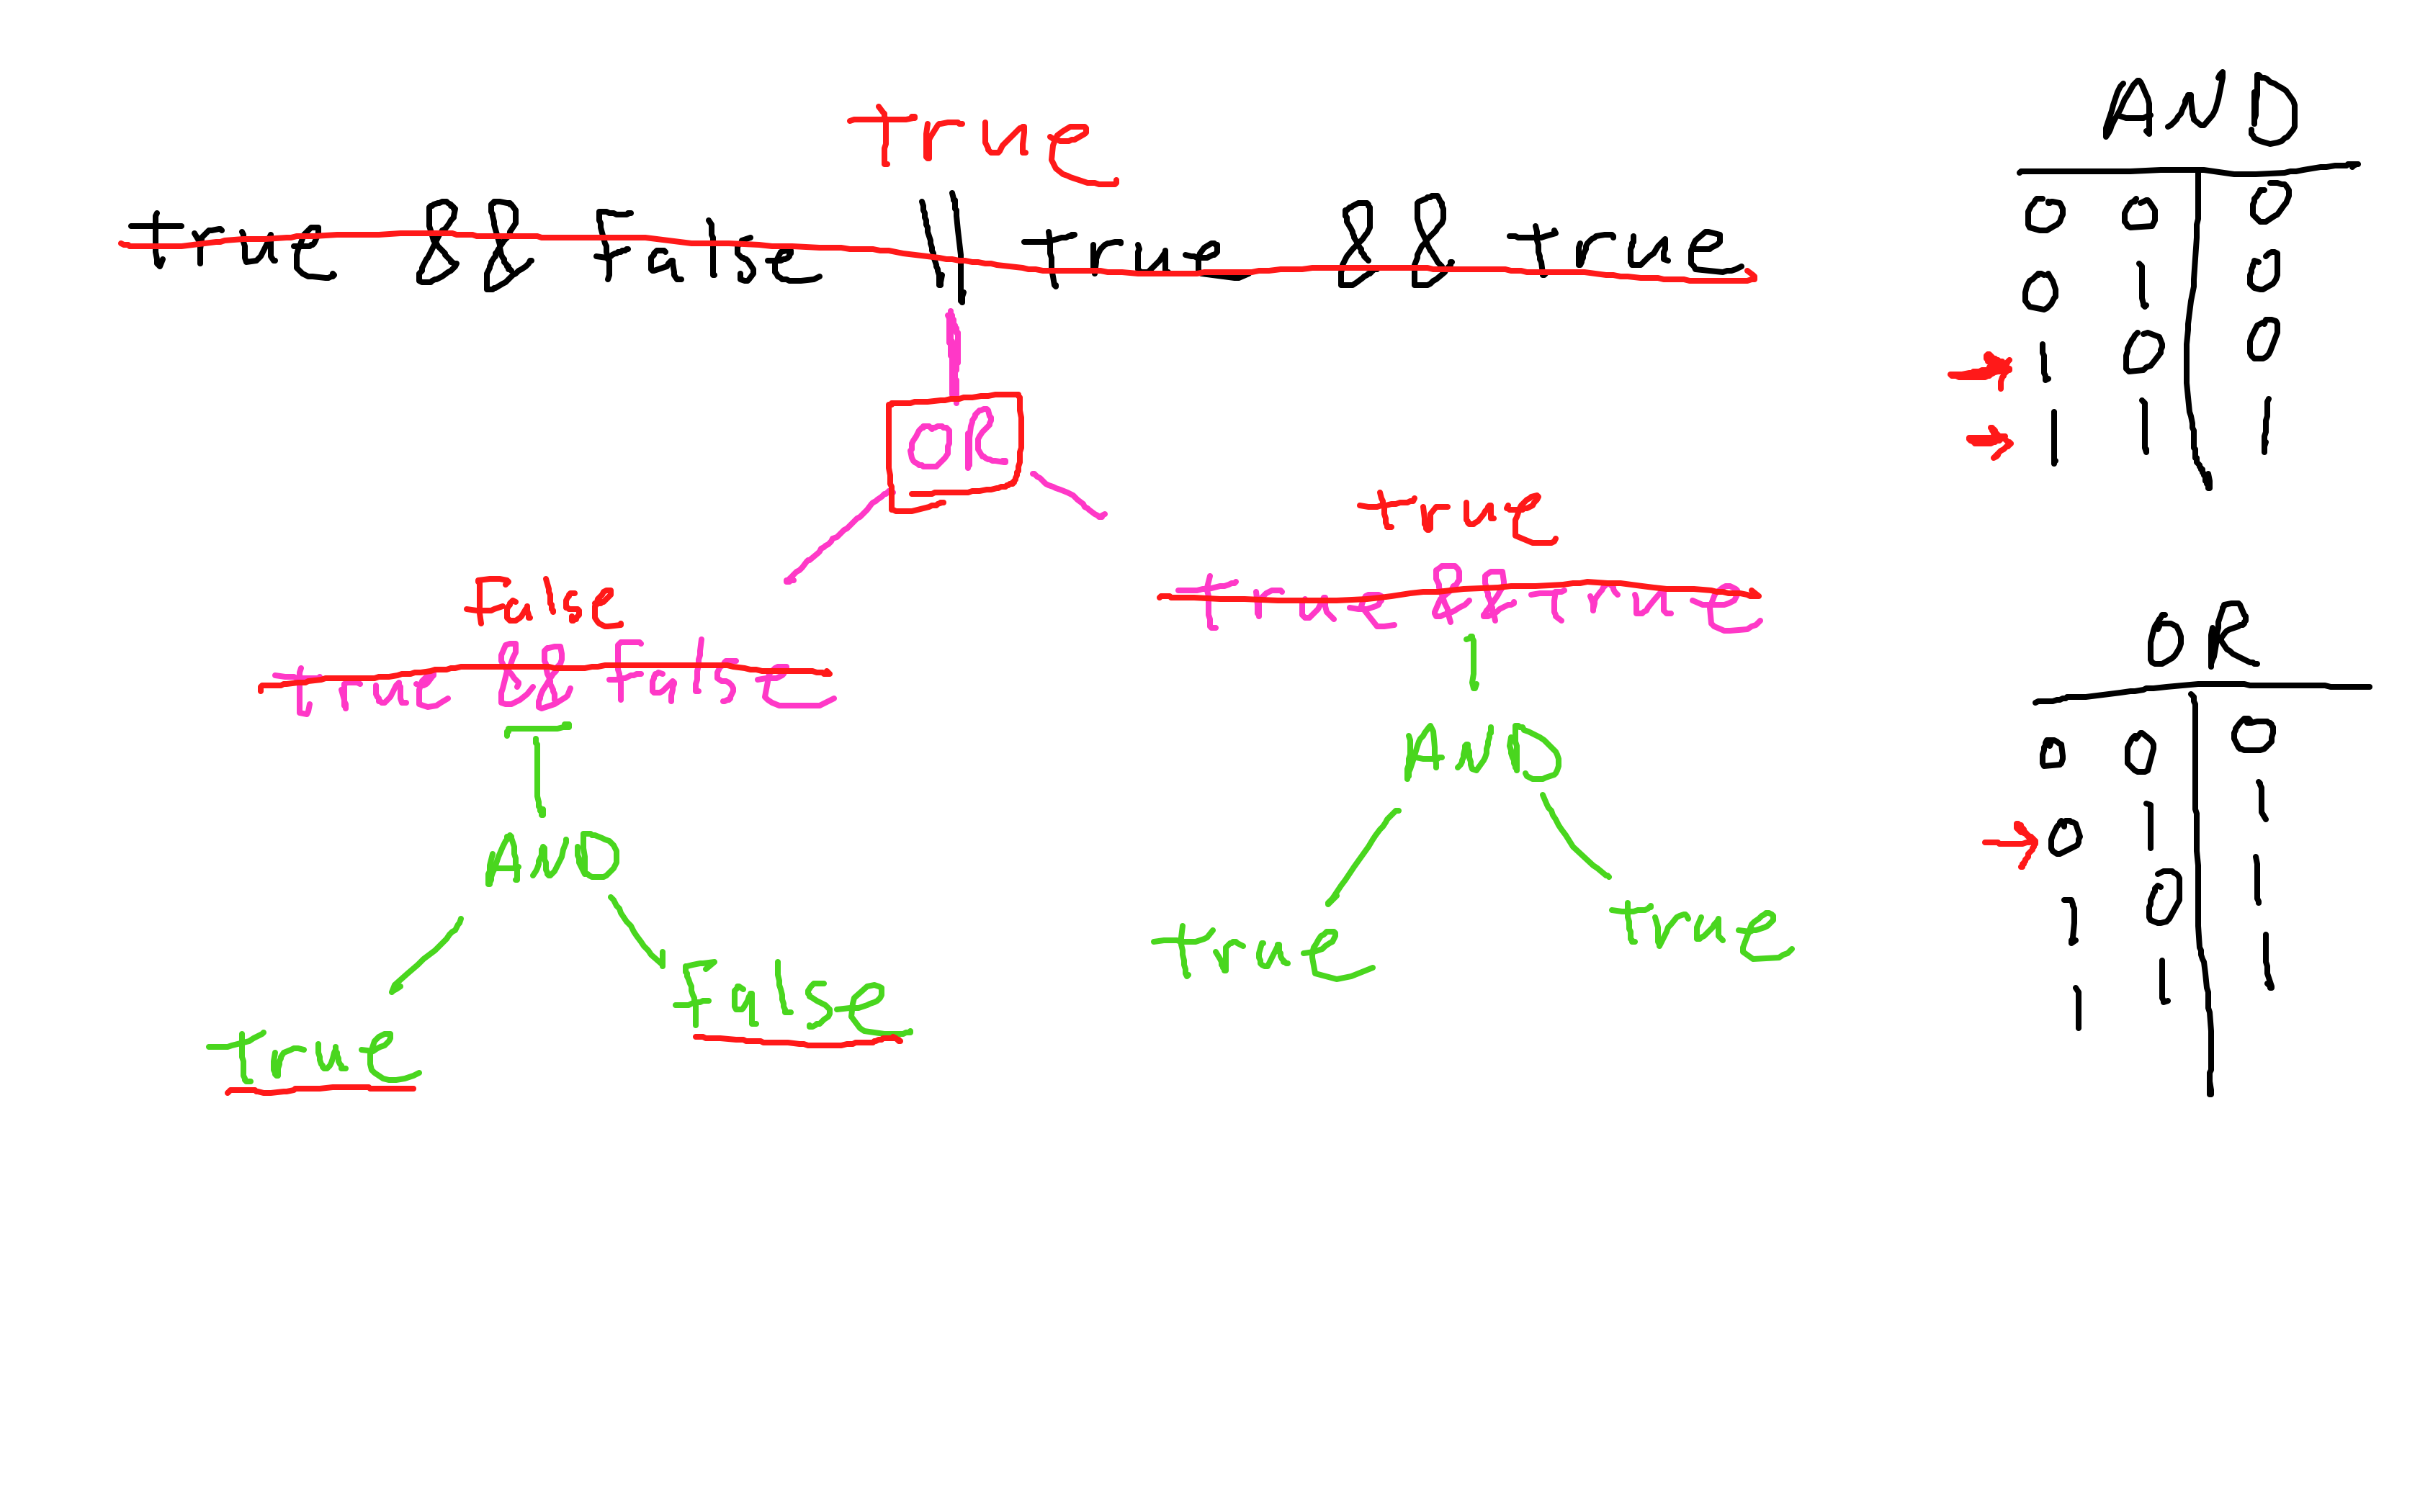 true
true && False || true && true
OR
true
False
true && true
true && False
AND
AND
true
true
False
true
AND
0 0 0
0 1 0
1 0 0
1 1 1
OR
0 0 0
0 1 1
1 0 1
1 1 1